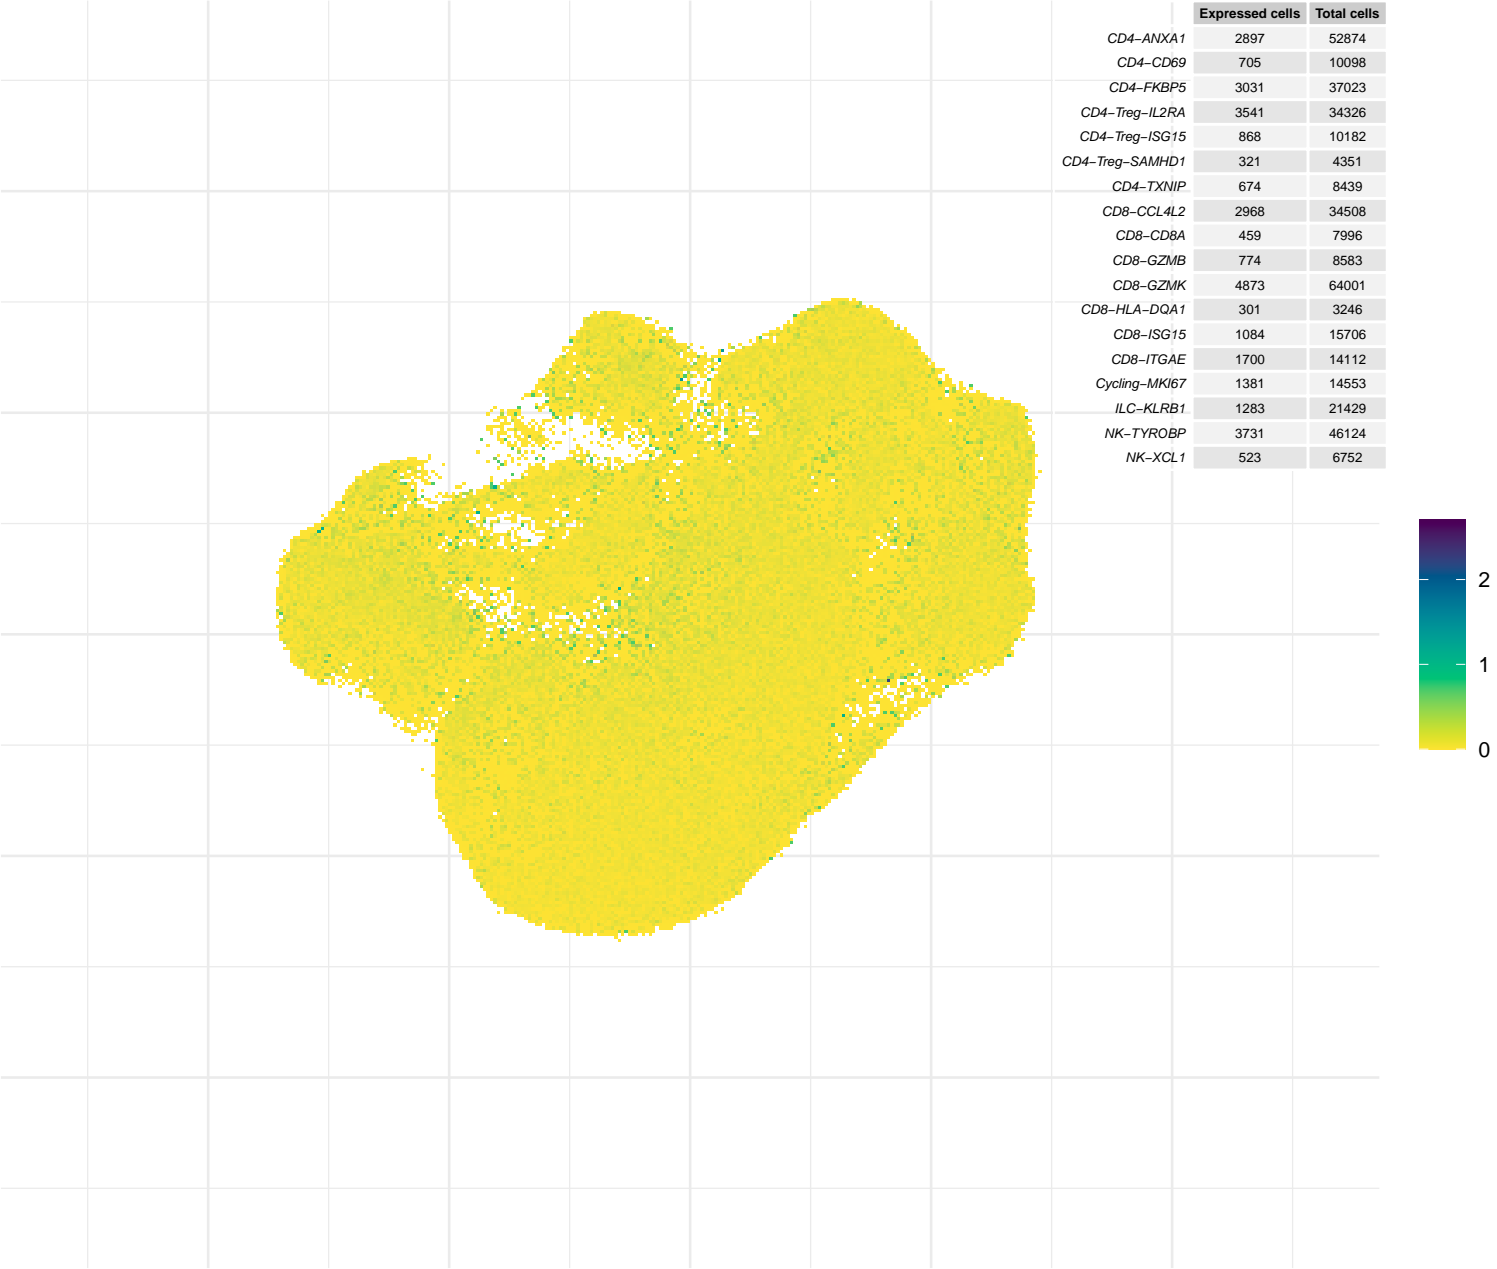 Expressed cells Total cells
CD4−ANXA1 2897 52874
CD4−CD69 705 10098
CD4−FKBP5 3031 37023
CD4−Treg−IL2RA 3541 34326
CD4−Treg−ISG15 868 10182
CD4−Treg−SAMHD1 321 4351
CD4−TXNIP 674 8439
CD8−CCL4L2 2968 34508
CD8−CD8A 459 7996
CD8−GZMB 774 8583
CD8−GZMK 4873 64001
CD8−HLA−DQA1 301 3246
CD8−ISG15 1084 15706
CD8−ITGAE 1700 14112
Cycling−MKI67 1381 14553
ILC−KLRB1 1283 21429
NK−TYROBP 3731 46124
NK−XCL1 523 6752
2
1
0